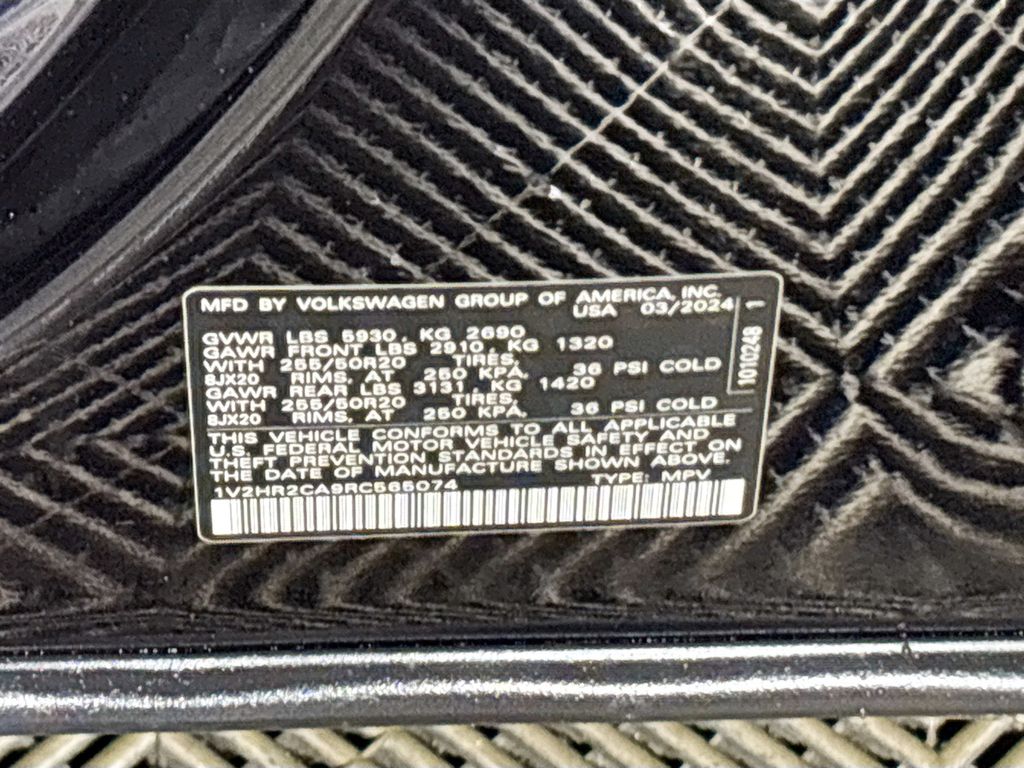 MFD BY VOLKSWAGEN GROUP OF AMERICA, INC.
USA 03/2024
GVWR LBS 5930, KG 2690
GAWR FRONT LBS 2910, KG 1320
WITH 255/50R20 TIRES,
8JX20 RIMS, AT 250 KPA, 36 PSI COLD
GAWR REAR LBS 3131, KG 1420
WITH 255/50R20 TIRES,
8JX20 RIMS, AT 250 KPA, 36 PSI COLD
THIS VEHICLE CONFORMS TO ALL APPLICABLE
U.S. FEDERAL MOTOR VEHICLE SAFETY AND
THEFT PREVENTION STANDARDS IN EFFECT ON
THE DATE OF MANUFACTURE SHOWN ABOVE.
1V2HR2CA9RC565074 TYPE: MPV
1010248 1